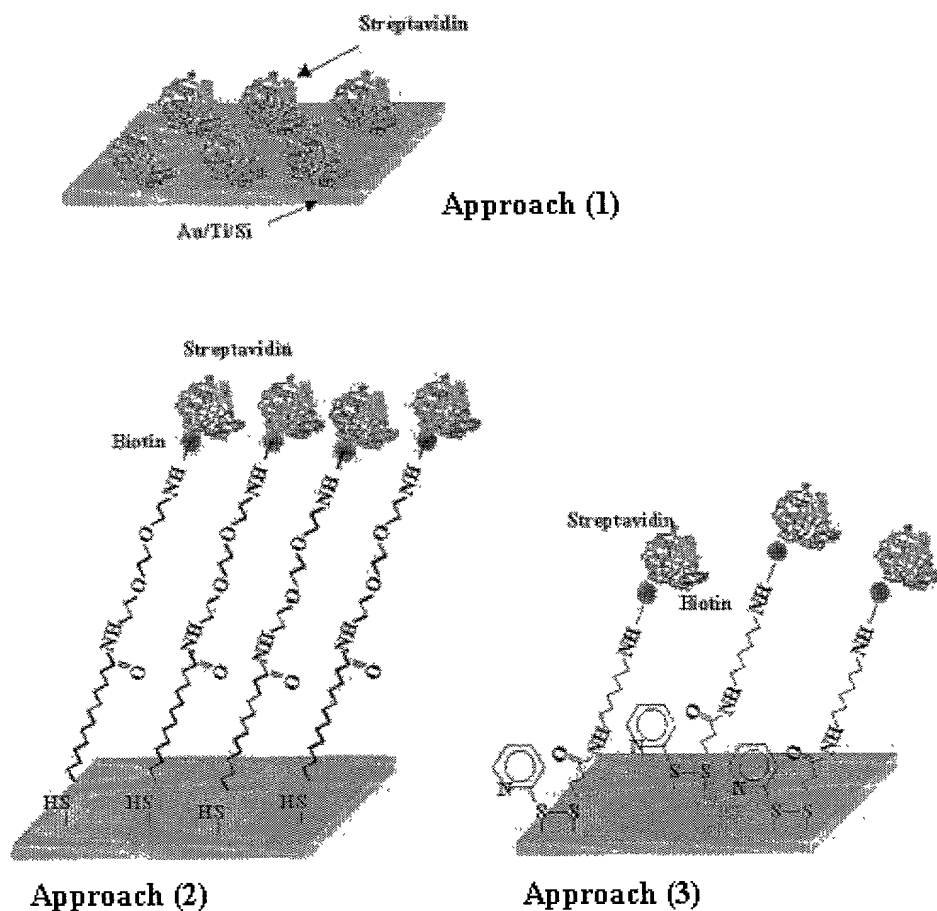 Streptavidin
Au/Ti/Si
Approach (1)
Streptavidin
Biotin
NH NH NH NH
O O O O
O O O O
NH NH NH NH
O O O O
HS HS HS HS
Approach (2)
Streptavidin
Biotin
NH NH NH
NH NH NH
O O O
N N N
S-S S-S S-S
Approach (3)